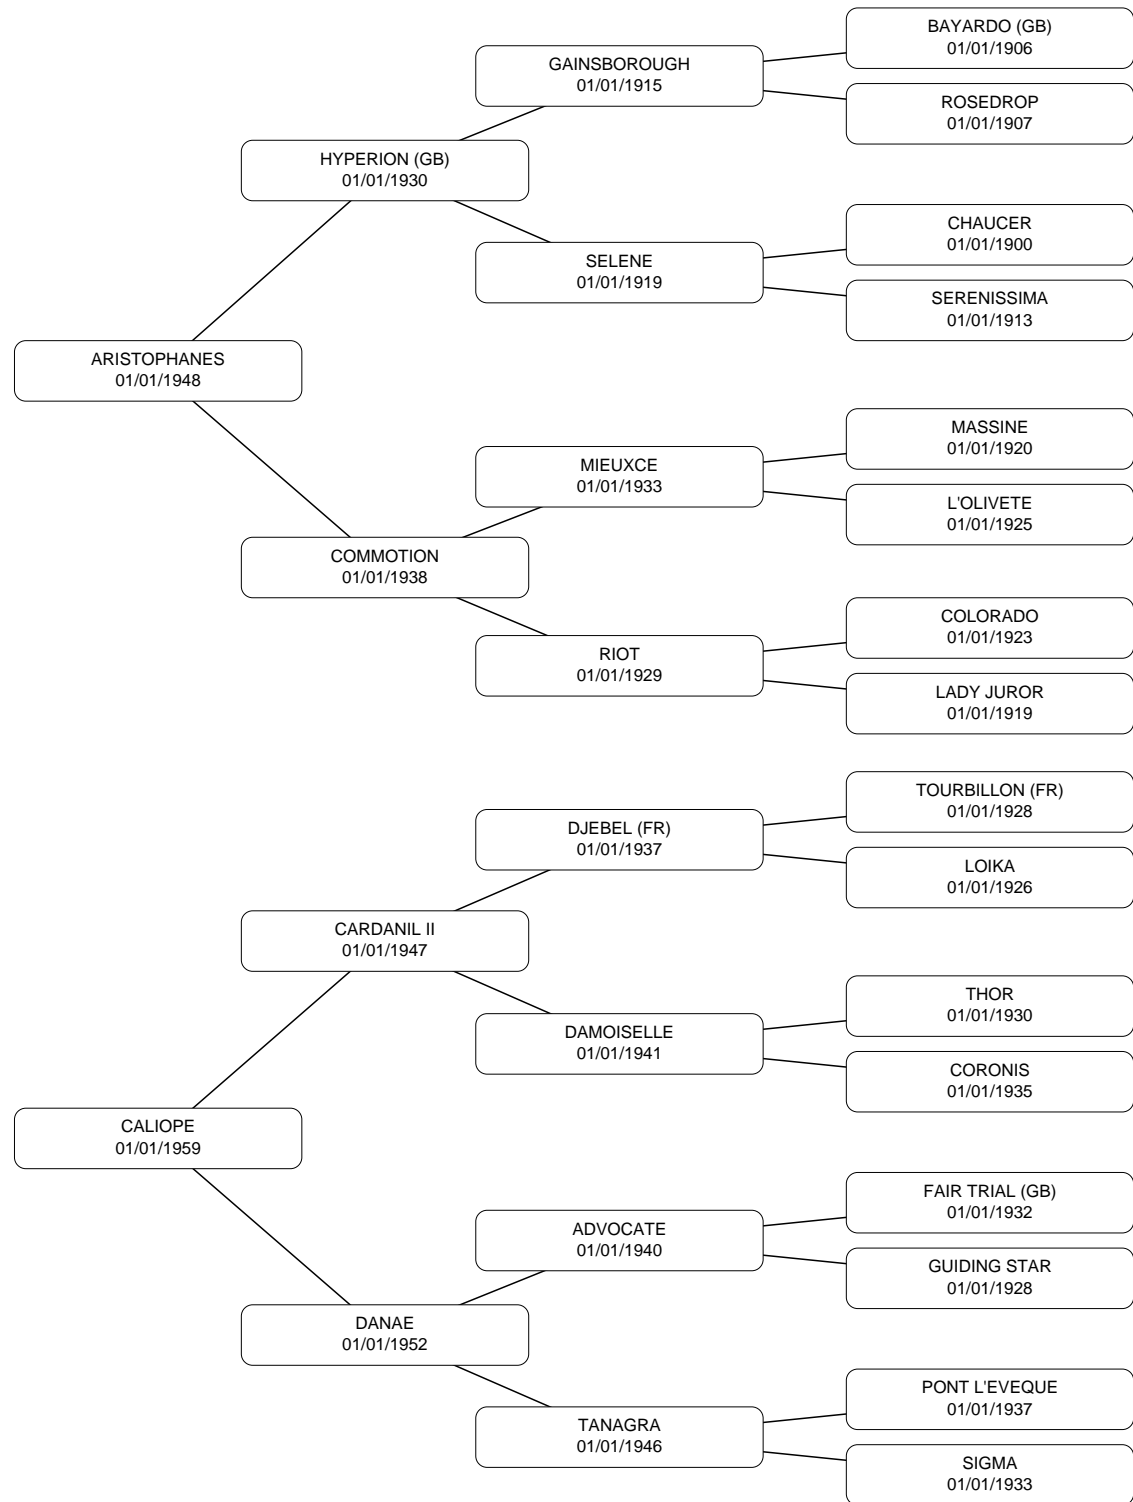 BAYARDO (GB)
01/01/1906
GAINSBOROUGH
01/01/1915
ROSEDROP
01/01/1907
HYPERION (GB)
01/01/1930
CHAUCER
01/01/1900
SELENE
01/01/1919
SERENISSIMA
01/01/1913
ARISTOPHANES
01/01/1948
MASSINE
01/01/1920
MIEUXCE
01/01/1933
L'OLIVETE
01/01/1925
COMMOTION
01/01/1938
COLORADO
01/01/1923
RIOT
01/01/1929
LADY JUROR
01/01/1919
TOURBILLON (FR)
01/01/1928
DJEBEL (FR)
01/01/1937
LOIKA
01/01/1926
CARDANIL II
01/01/1947
THOR
01/01/1930
DAMOISELLE
01/01/1941
CORONIS
01/01/1935
CALIOPE
01/01/1959
FAIR TRIAL (GB)
01/01/1932
ADVOCATE
01/01/1940
GUIDING STAR
01/01/1928
DANAE
01/01/1952
PONT L'EVEQUE
01/01/1937
TANAGRA
01/01/1946
SIGMA
01/01/1933